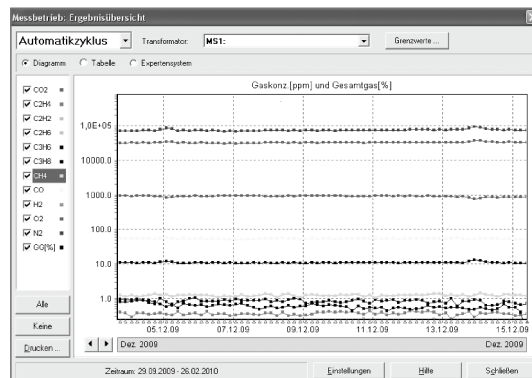 Messbetrieb: Ergebnisübersicht
Automatikzyklus Transformator: MS1: Grenzwerte ...
Diagramm Tabelle Expertensystem
Gaskonz.[ppm] und Gesamtgas[%]
CO2
C2H4
C2H2
C2H6
C3H6
C3H8
CH4
CO
H2
O2
N2
GG[%]
1,0E+05
10000.0
1000.0
100.0
10.0
1.0
05.12.09 07.12.09 09.12.09 11.12.09 13.12.09 15.12.09
Alle
Keine
Drucken ...
Dez. 2009 Dez. 2009
Zeitraum: 29.09.2009 - 26.02.2010 Einstellungen Hilfe Schließen